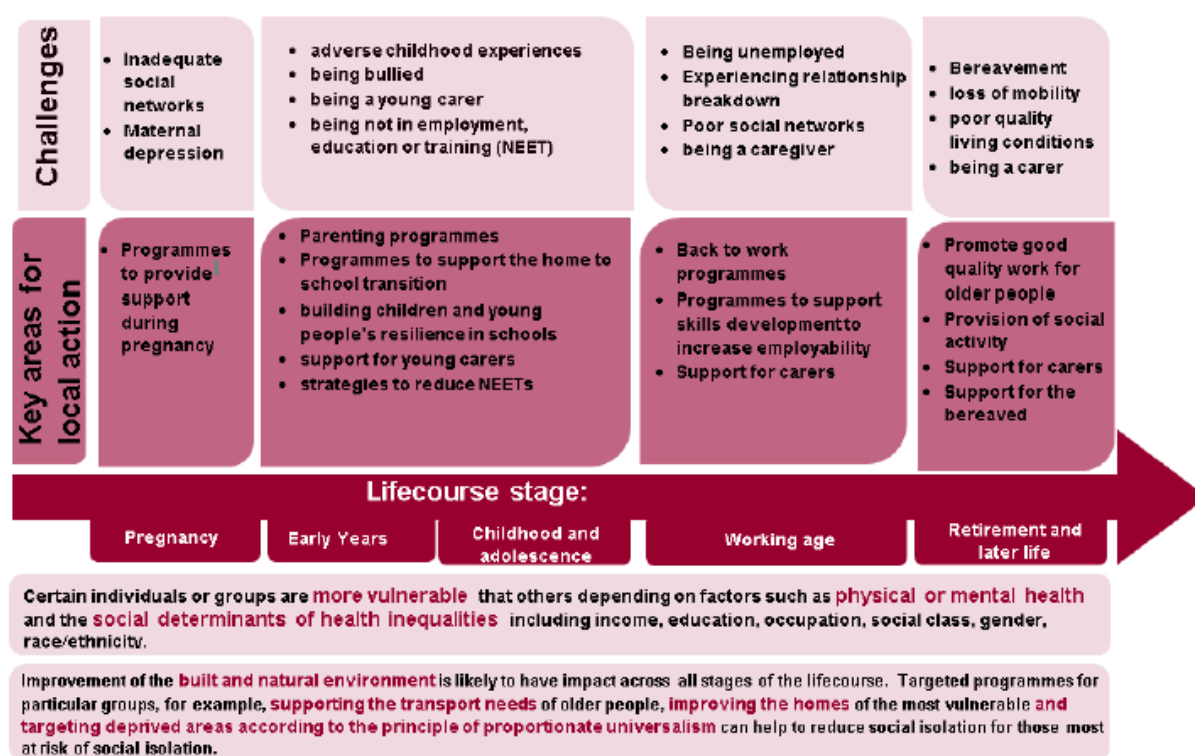 Challenges
• Inadequate
social
networks
• Maternal
depression
• adverse childhood experiences
• being bullied
• being a young carer
• being not in employment,
education or training (NEET)
• Being unemployed
• Experiencing relationship
breakdown
• Poor social networks
• being a caregiver
• Bereavement
• loss of mobility
• poor quality
living conditions
• being a carer
Key areas for
local action
• Programmes
to provide
support
during
pregnancy
• Parenting programmes
• Programmes to support the home to
school transition
• building children and young
people's resilience in schools
• support for young carers
• strategies to reduce NEETs
• Back to work
programmes
• Programmes to support
skills development to
increase employability
• Support for carers
• Promote good
quality work for
older people
• Provision of social
activity
• Support for carers
• Support for the
bereaved
Lifecourse stage:
Pregnancy
Early Years
Childhood and
adolescence
Working age
Retirement and
later life
Certain individuals or groups are more vulnerable that others depending on factors such as physical or mental health
and the social determinants of health inequalities including income, education, occupation, social class, gender,
race/ethnicity.
Improvement of the built and natural environment is likely to have impact across all stages of the lifecourse. Targeted programmes for
particular groups, for example, supporting the transport needs of older people, improving the homes of the most vulnerable and
targeting deprived areas according to the principle of proportionate universalism can help to reduce social isolation for those most
at risk of social isolation.